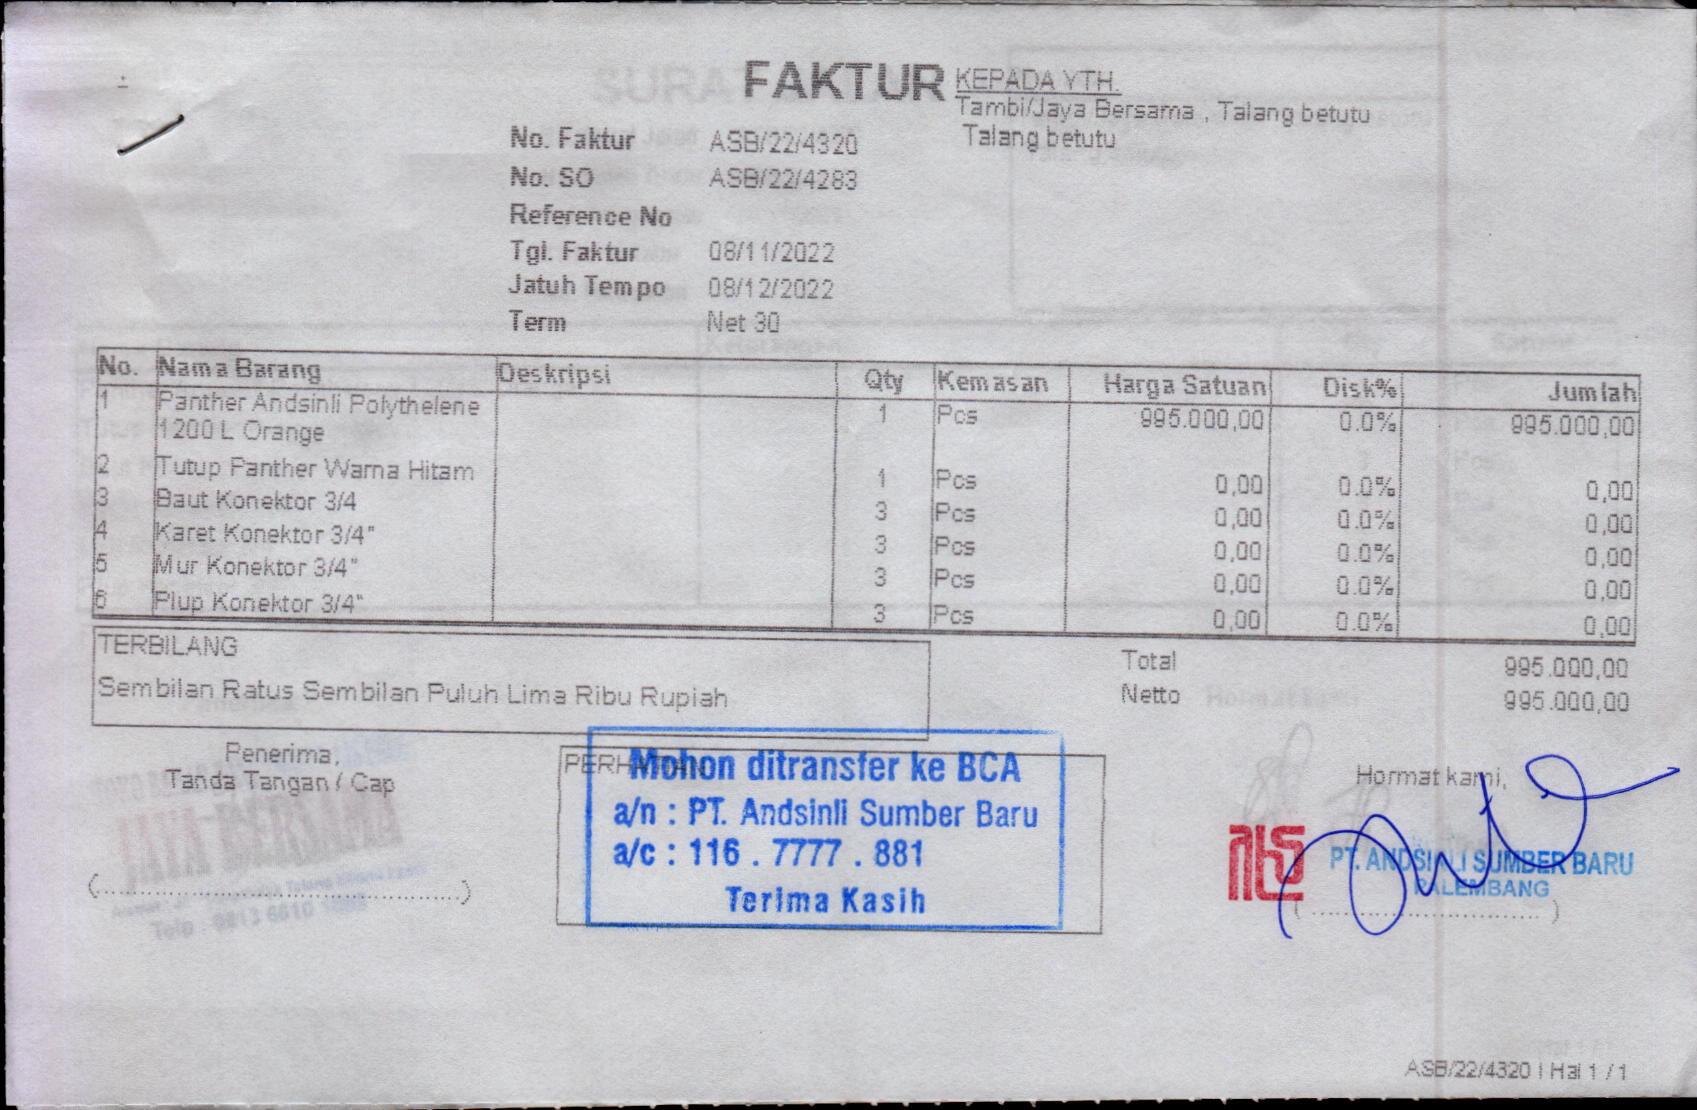 FAKTUR
KEPADA YTH.
Tambi/Jaya Bersama , Talang betutu
Talang betutu
No. Faktur ASB/22/4320
No. SO ASB/22/4283
Reference No
Tgl. Faktur 08/11/2022
Jatuh Tempo 08/12/2022
Term Net 30
No. Nama Barang Deskripsi Qty Kemasan Harga Satuan Disk% Jumlah
1 Panther Andsinli Polythelene 1 Pcs 995.000,00 0.0% 995.000,00
1200 L Orange
2 Tutup Panther Warna Hitam 1 Pcs 0,00 0.0% 0,00
3 Baut Konektor 3/4 3 Pcs 0,00 0.0% 0,00
4 Karet Konektor 3/4" 3 Pcs 0,00 0.0% 0,00
5 Mur Konektor 3/4" 3 Pcs 0,00 0.0% 0,00
6 Plup Konektor 3/4" 3 Pcs 0,00 0.0% 0,00
TERBILANG
Sembilan Ratus Sembilan Puluh Lima Ribu Rupiah
Total 995.000,00
Netto 995.000,00
Penerima,
Tanda Tangan / Cap
(..........................................................)
Mohon ditransfer ke BCA
a/n : PT. Andsinli Sumber Baru
a/c : 116 . 7777 . 881
Terima Kasih
Hormat kami,
PT. ANDSINLI SUMBER BARU
PALEMBANG
(.....................................)
ASB/22/4320 | Hal 1 / 1